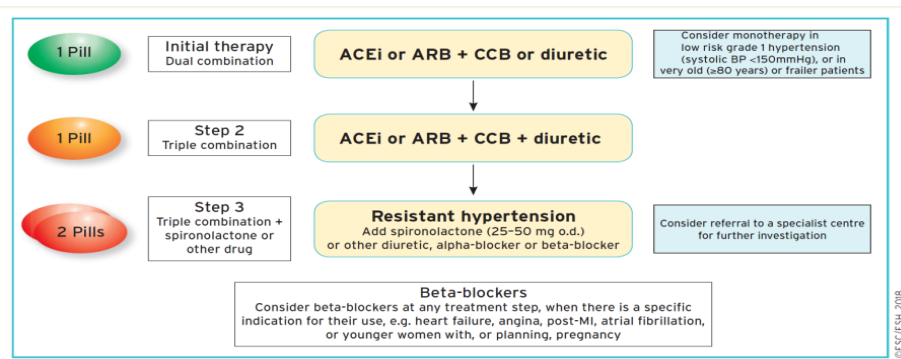 1 Pill
Initial therapy
Dual combination
ACEi or ARB + CCB or diuretic
Consider monotherapy in
low risk grade 1 hypertension
(systolic BP <150mmHg), or in
very old (≥80 years) or frailer patients
1 Pill
Step 2
Triple combination
ACEi or ARB + CCB + diuretic
2 Pills
Step 3
Triple combination +
spironolactone or
other drug
Resistant hypertension
Add spironolactone (25–50 mg o.d.)
or other diuretic, alpha-blocker or beta-blocker
Consider referral to a specialist centre
for further investigation
Beta-blockers
Consider beta-blockers at any treatment step, when there is a specific
indication for their use, e.g. heart failure, angina, post-MI, atrial fibrillation,
or younger women with, or planning, pregnancy
©ESC/ESH 2018